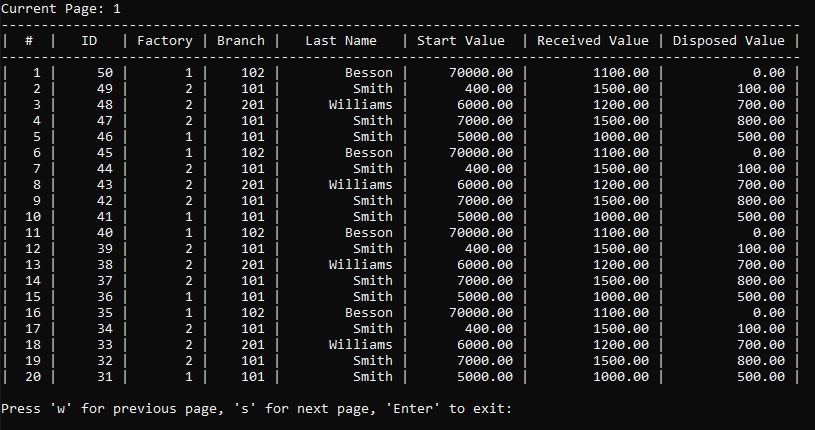 Current Page: 1
----------------------------------------------------------------------------------------------------
|  # |   ID   | Factory | Branch |   Last Name   | Start Value | Received Value | Disposed Value |
----------------------------------------------------------------------------------------------------
|  1 |     50 |       1 |    102 |        Besson |    70000.00 |        1100.00 |           0.00 |
|  2 |     49 |       2 |    101 |         Smith |      400.00 |        1500.00 |         100.00 |
|  3 |     48 |       2 |    201 |      Williams |     6000.00 |        1200.00 |         700.00 |
|  4 |     47 |       2 |    101 |         Smith |     7000.00 |        1500.00 |         800.00 |
|  5 |     46 |       1 |    101 |         Smith |     5000.00 |        1000.00 |         500.00 |
|  6 |     45 |       1 |    102 |        Besson |    70000.00 |        1100.00 |           0.00 |
|  7 |     44 |       2 |    101 |         Smith |      400.00 |        1500.00 |         100.00 |
|  8 |     43 |       2 |    201 |      Williams |     6000.00 |        1200.00 |         700.00 |
|  9 |     42 |       2 |    101 |         Smith |     7000.00 |        1500.00 |         800.00 |
| 10 |     41 |       1 |    101 |         Smith |     5000.00 |        1000.00 |         500.00 |
| 11 |     40 |       1 |    102 |        Besson |    70000.00 |        1100.00 |           0.00 |
| 12 |     39 |       2 |    101 |         Smith |      400.00 |        1500.00 |         100.00 |
| 13 |     38 |       2 |    201 |      Williams |     6000.00 |        1200.00 |         700.00 |
| 14 |     37 |       2 |    101 |         Smith |     7000.00 |        1500.00 |         800.00 |
| 15 |     36 |       1 |    101 |         Smith |     5000.00 |        1000.00 |         500.00 |
| 16 |     35 |       1 |    102 |        Besson |    70000.00 |        1100.00 |           0.00 |
| 17 |     34 |       2 |    101 |         Smith |      400.00 |        1500.00 |         100.00 |
| 18 |     33 |       2 |    201 |      Williams |     6000.00 |        1200.00 |         700.00 |
| 19 |     32 |       2 |    101 |         Smith |     7000.00 |        1500.00 |         800.00 |
| 20 |     31 |       1 |    101 |         Smith |     5000.00 |        1000.00 |         500.00 |
Press 'w' for previous page, 's' for next page, 'Enter' to exit: